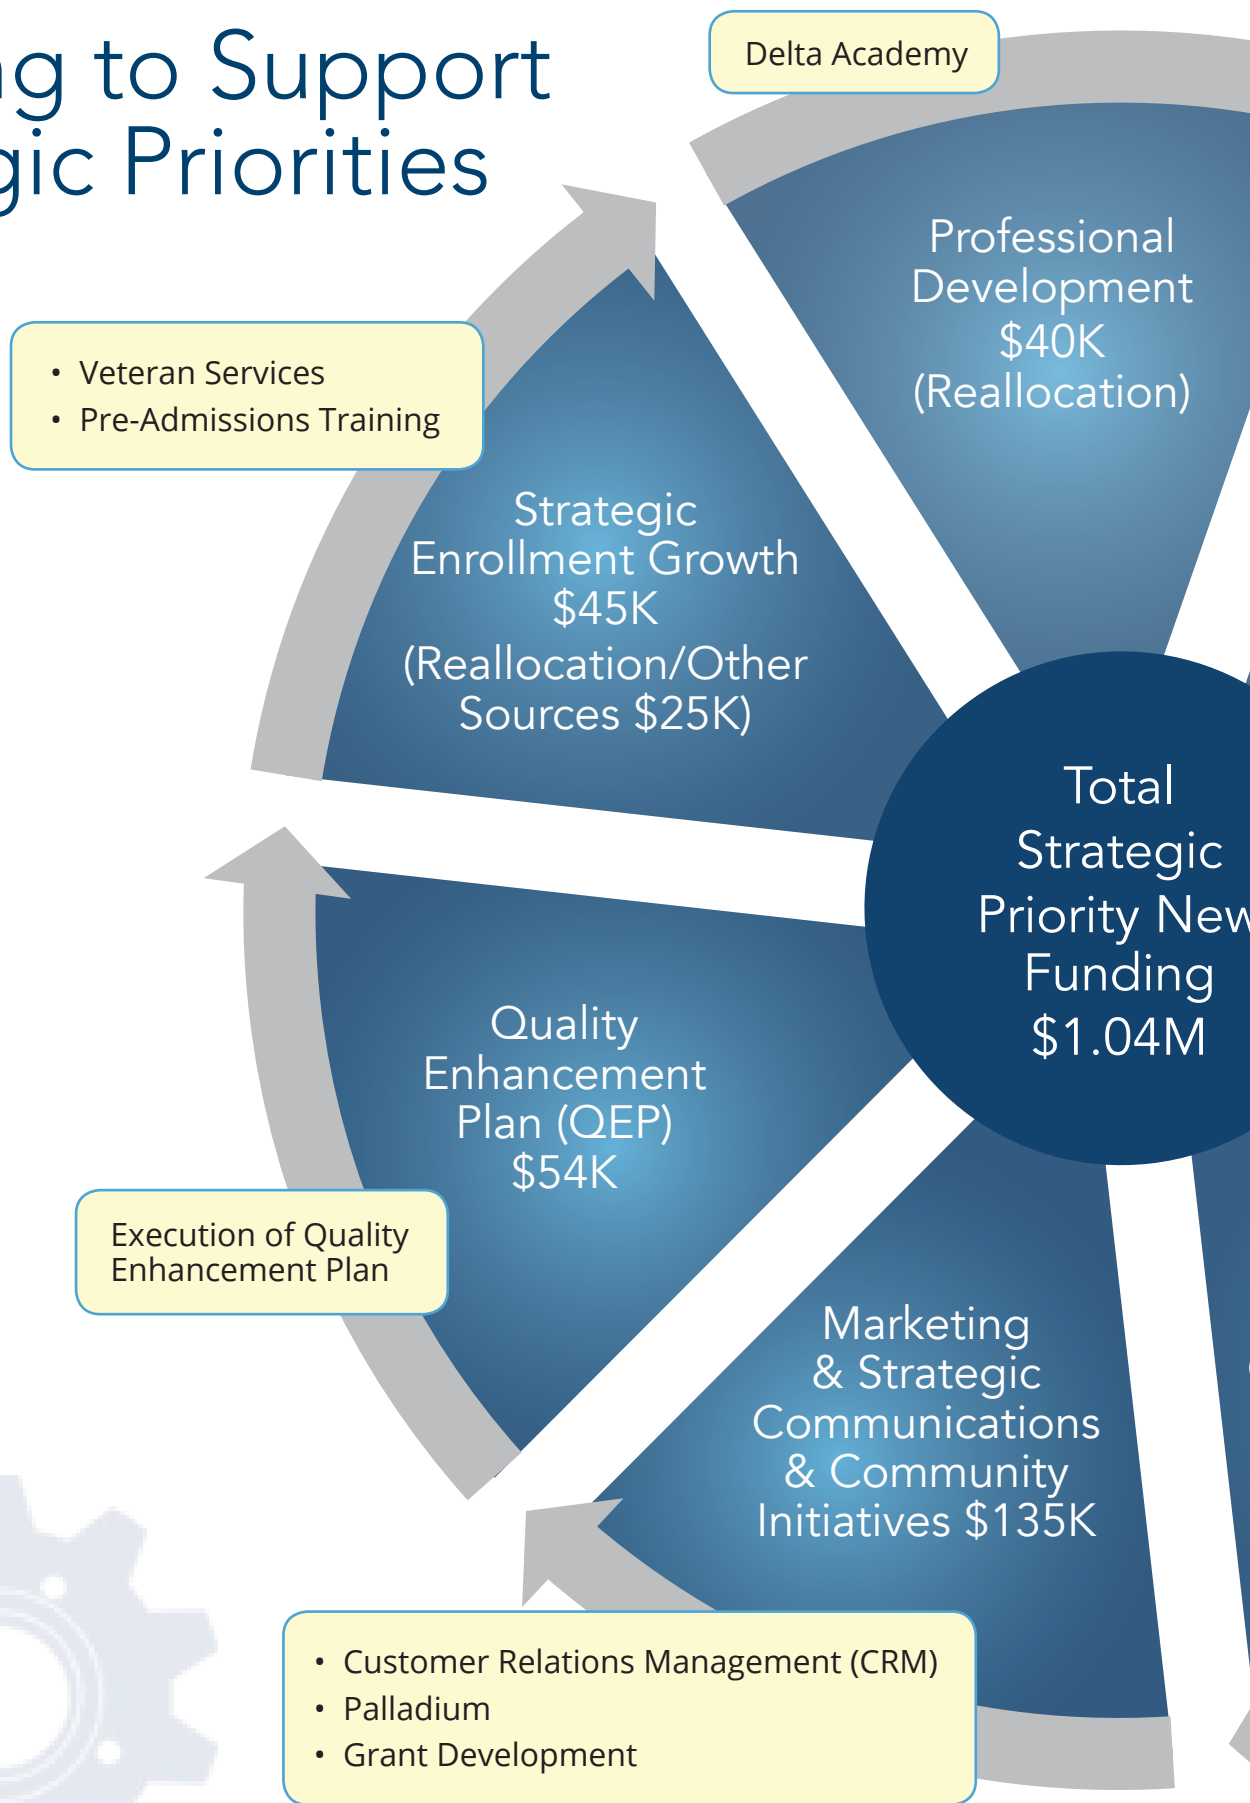 ng to Support
gic Priorities
Delta Academy
Professional
Development
$40K
(Reallocation)
• Veteran Services
• Pre-Admissions Training
Strategic
Enrollment Growth
$45K
(Reallocation/Other
Sources $25K)
Total
Strategic
Priority New
Funding
$1.04M
Quality
Enhancement
Plan (QEP)
$54K
Execution of Quality
Enhancement Plan
Marketing
& Strategic
Communications
& Community
Initiatives $135K
• Customer Relations Management (CRM)
• Palladium
• Grant Development